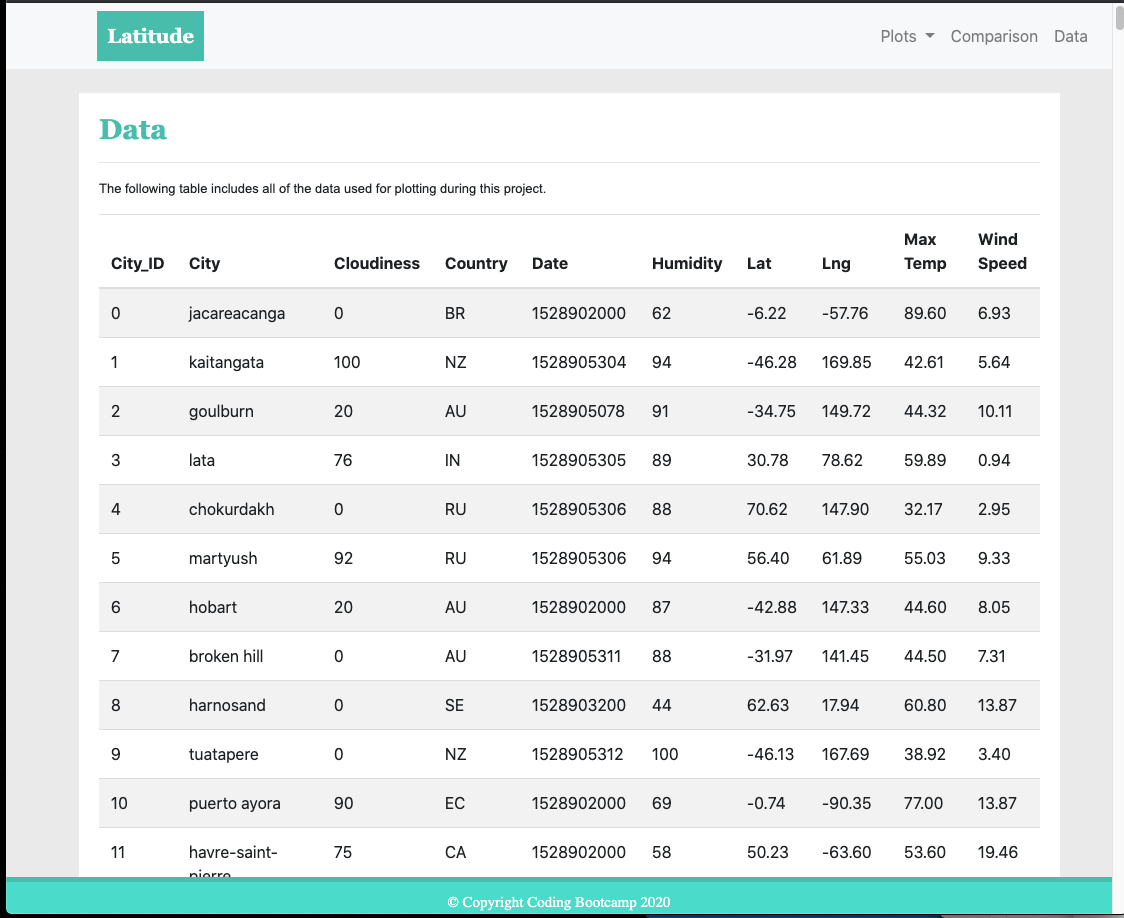 Latitude
Plots Comparison Data
Data
The following table includes all of the data used for plotting during this project.
City_ID City Cloudiness Country Date Humidity Lat Lng Max Temp Wind Speed
0 jacareacanga 0 BR 1528902000 62 -6.22 -57.76 89.60 6.93
1 kaitangata 100 NZ 1528905304 94 -46.28 169.85 42.61 5.64
2 goulburn 20 AU 1528905078 91 -34.75 149.72 44.32 10.11
3 lata 76 IN 1528905305 89 30.78 78.62 59.89 0.94
4 chokurdakh 0 RU 1528905306 88 70.62 147.90 32.17 2.95
5 martyush 92 RU 1528905306 94 56.40 61.89 55.03 9.33
6 hobart 20 AU 1528902000 87 -42.88 147.33 44.60 8.05
7 broken hill 0 AU 1528905311 88 -31.97 141.45 44.50 7.31
8 harnosand 0 SE 1528903200 44 62.63 17.94 60.80 13.87
9 tuatapere 0 NZ 1528905312 100 -46.13 167.69 38.92 3.40
10 puerto ayora 90 EC 1528902000 69 -0.74 -90.35 77.00 13.87
11 havre-saint- 75 CA 1528902000 58 50.23 -63.60 53.60 19.46
pierre
© Copyright Coding Bootcamp 2020